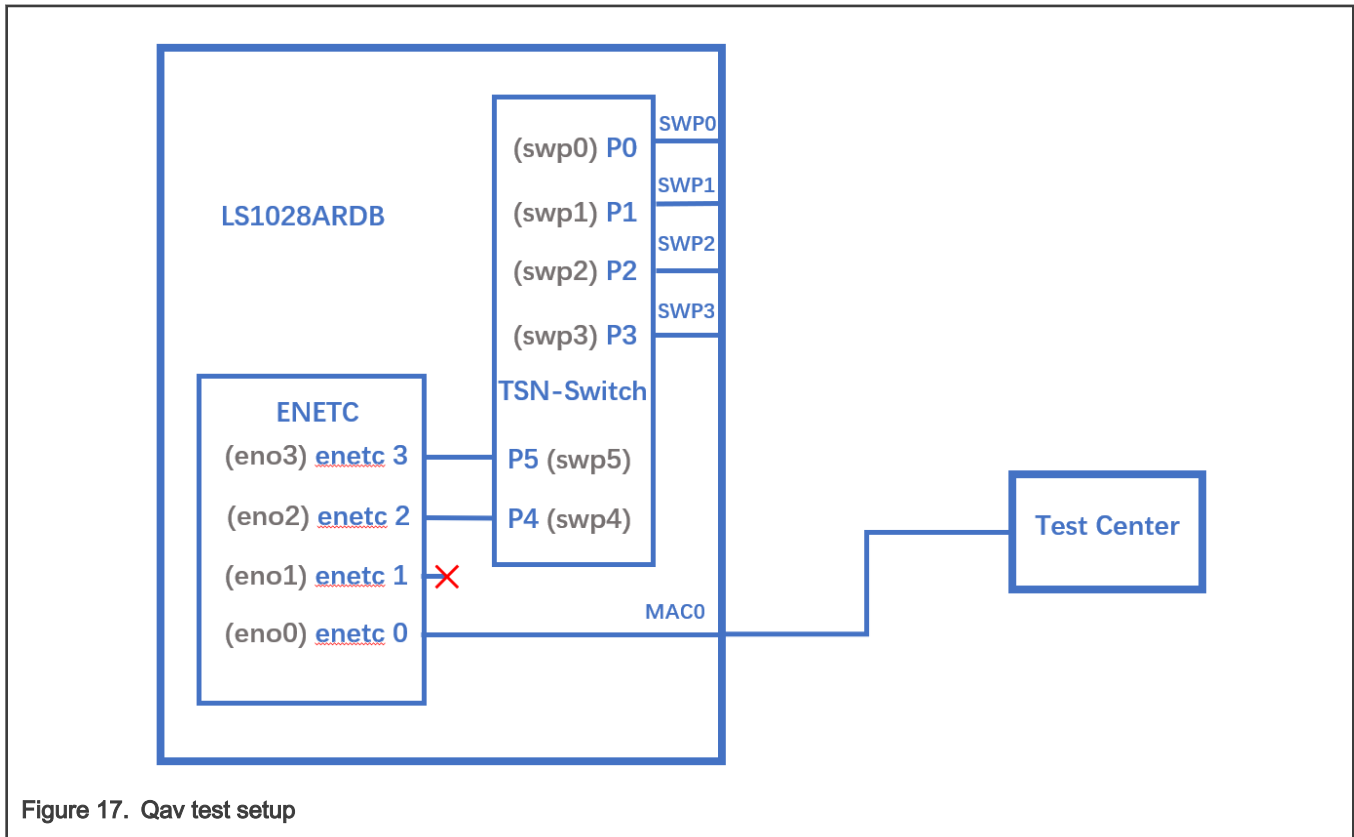 SWP0
(swp0) P0
SWP1
LS1028ARDB
(swp1) P1
SWP2
(swp2) P2
SWP3
(swp3) P3
TSN-Switch
ENETC
(eno3) enetc 3
P5 (swp5)
(eno2) enetc 2
P4 (swp4)
Test Center
(eno1) enetc 1
MAC0
(eno0) enetc 0
Figure 17. Qav test setup